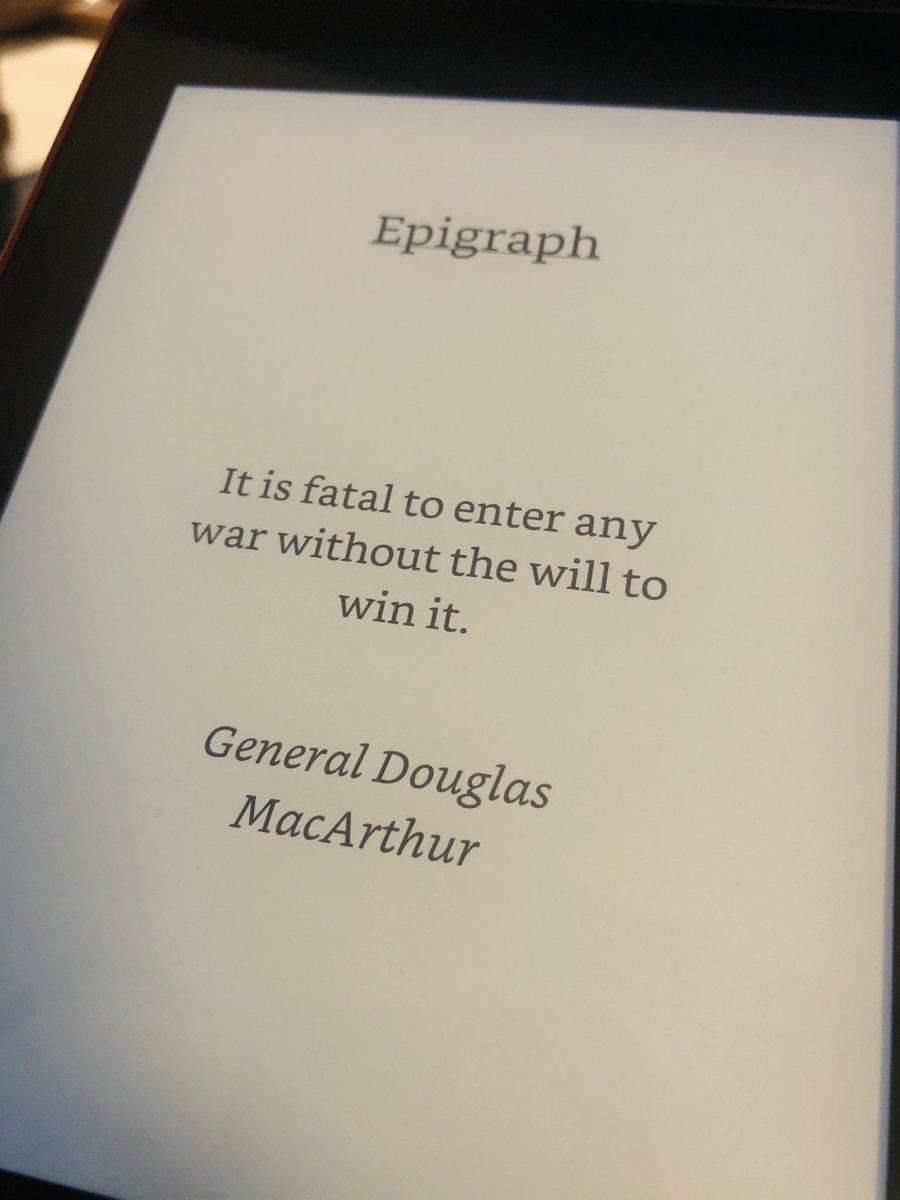 Epigraph
It is fatal to enter any
war without the will to
win it.
General Douglas
MacArthur